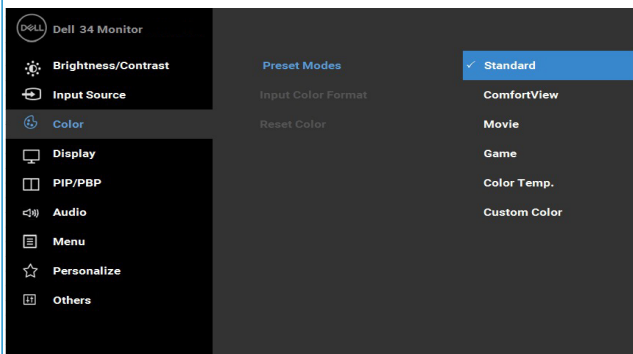 DELL Dell 34 Monitor
Brightness/Contrast Preset Modes ✓ Standard
Input Source Input Color Format ComfortView
Color Reset Color Movie
Display Game
PIP/PBP Color Temp.
Audio Custom Color
Menu
Personalize
Others